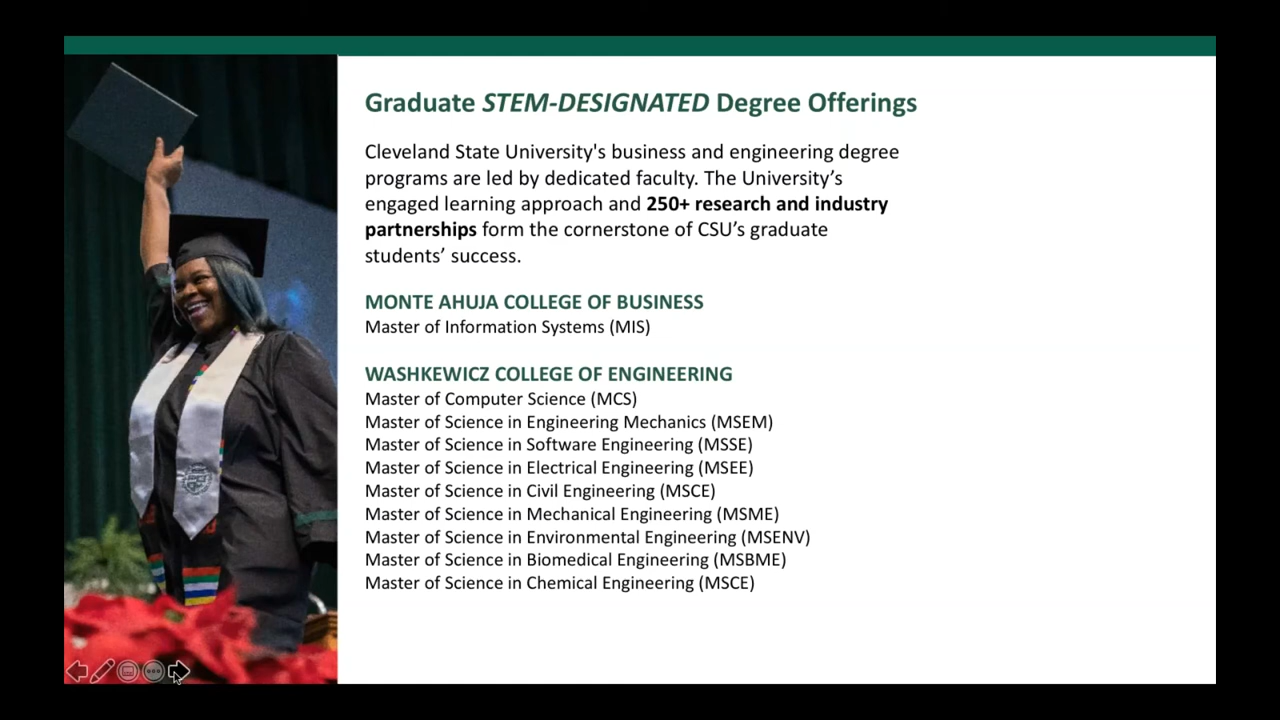 Graduate STEM-DESIGNATED Degree Offerings
Cleveland State University's business and engineering degree
programs are led by dedicated faculty. The University’s
engaged learning approach and 250+ research and industry
partnerships form the cornerstone of CSU’s graduate
students’ success.
MONTE AHUJA COLLEGE OF BUSINESS
Master of Information Systems (MIS)
WASHKEWICZ COLLEGE OF ENGINEERING
Master of Computer Science (MCS)
Master of Science in Engineering Mechanics (MSEM)
Master of Science in Software Engineering (MSSE)
Master of Science in Electrical Engineering (MSEE)
Master of Science in Civil Engineering (MSCE)
Master of Science in Mechanical Engineering (MSME)
Master of Science in Environmental Engineering (MSENV)
Master of Science in Biomedical Engineering (MSBME)
Master of Science in Chemical Engineering (MSCE)